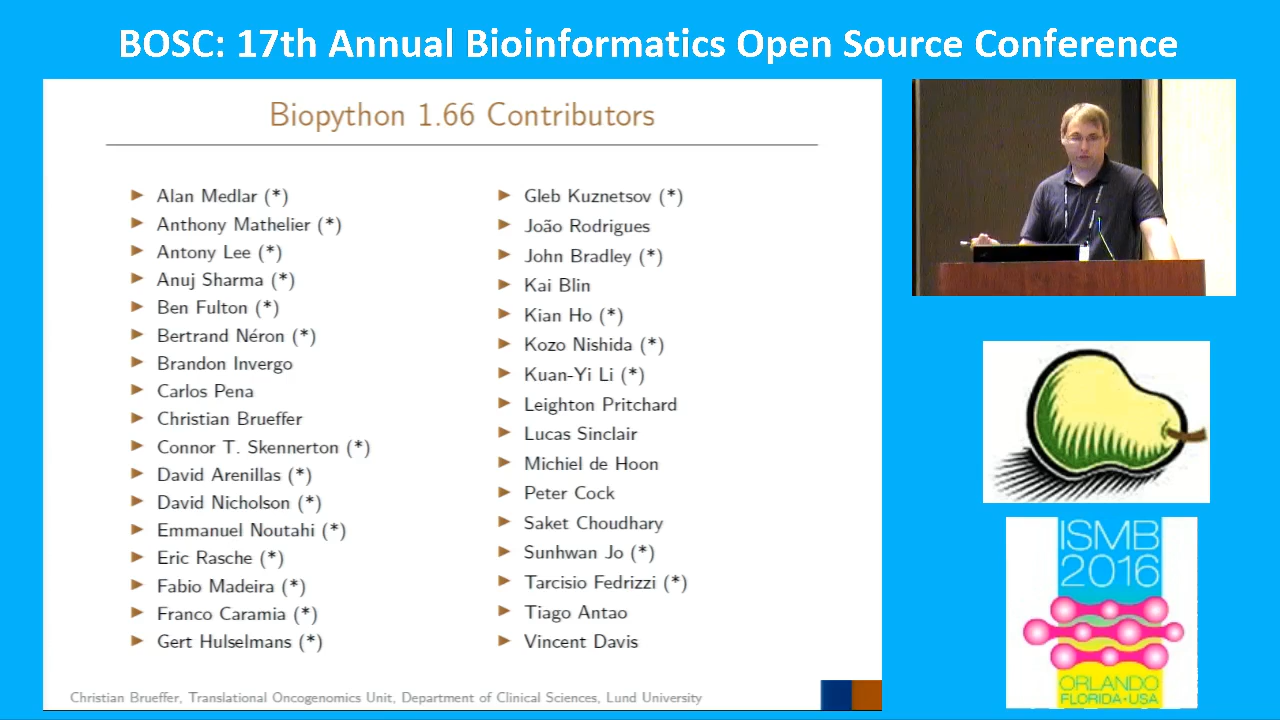 BOSC: 17th Annual Bioinformatics Open Source Conference
Biopython 1.66 Contributors
Alan Medlar (*)
Anthony Mathelier (*)
Antony Lee (*)
Anuj Sharma (*)
Ben Fulton (*)
Bertrand Néron (*)
Brandon Invergo
Carlos Pena
Christian Brueffer
Connor T. Skennerton (*)
David Arenillas (*)
David Nicholson (*)
Emmanuel Noutahi (*)
Eric Rasche (*)
Fabio Madeira (*)
Franco Caramia (*)
Gert Hulselmans (*)
Gleb Kuznetsov (*)
João Rodrigues
John Bradley (*)
Kai Blin
Kian Ho (*)
Kozo Nishida (*)
Kuan-Yi Li (*)
Leighton Pritchard
Lucas Sinclair
Michiel de Hoon
Peter Cock
Saket Choudhary
Sunhwan Jo (*)
Tarcisio Fedrizzi (*)
Tiago Antao
Vincent Davis
Christian Brueffer, Translational Oncogenomics Unit, Department of Clinical Sciences, Lund University
ISMB
2016
ORLANDO
FLORIDA•USA